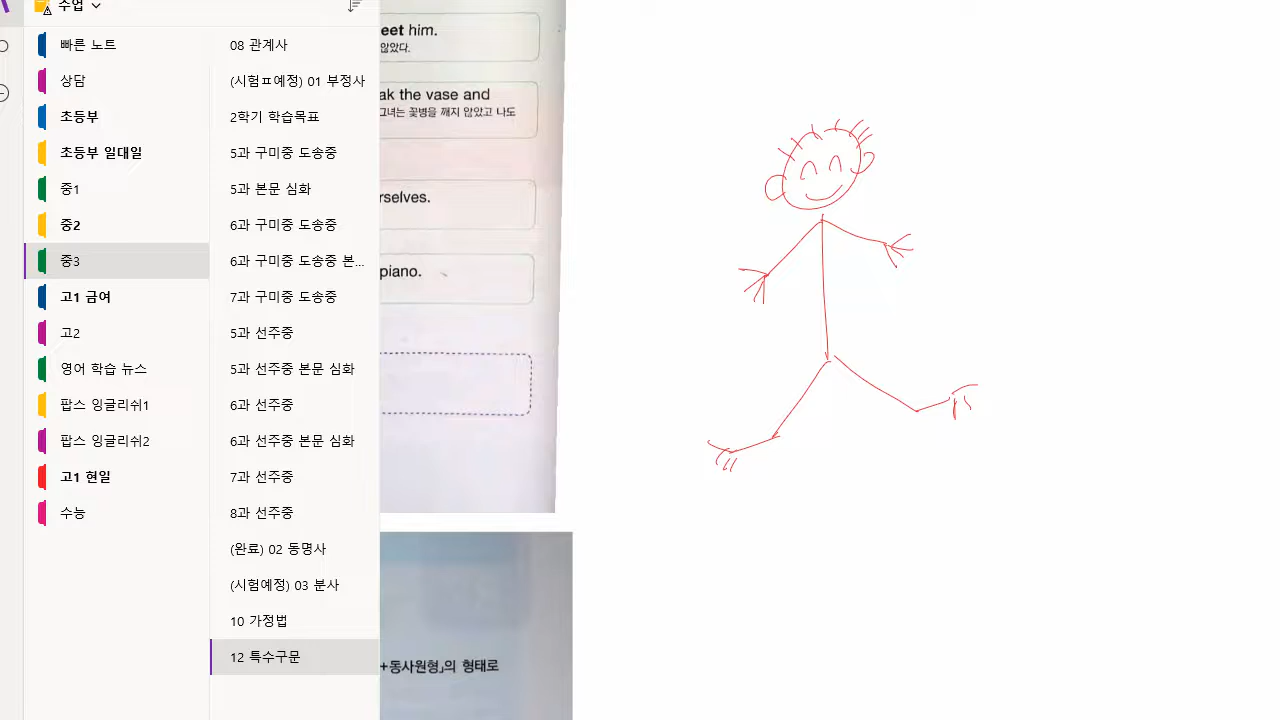 수업
빠른 노트
상담
초등부
초등부 일대일
중1
중2
중3
고1 금여
고2
영어 학습 뉴스
팝스 잉글리쉬1
팝스 잉글리쉬2
고1 현일
수능
08 관계사
(시험ㅍ예정) 01 부정사
2학기 학습목표
5과 구미중 도송중
5과 본문 심화
6과 구미중 도송중
6과 구미중 도송중 본...
7과 구미중 도송중
5과 선주중
5과 선주중 본문 심화
6과 선주중
6과 선주중 본문 심화
7과 선주중
8과 선주중
(완료) 02 동명사
(시험예정) 03 분사
10 가정법
12 특수구문
eet him.
않았다.
ak the vase and
그녀는 꽃병을 깨지 않았고 나도
rselves.
piano.
+동사원형」의 형태로